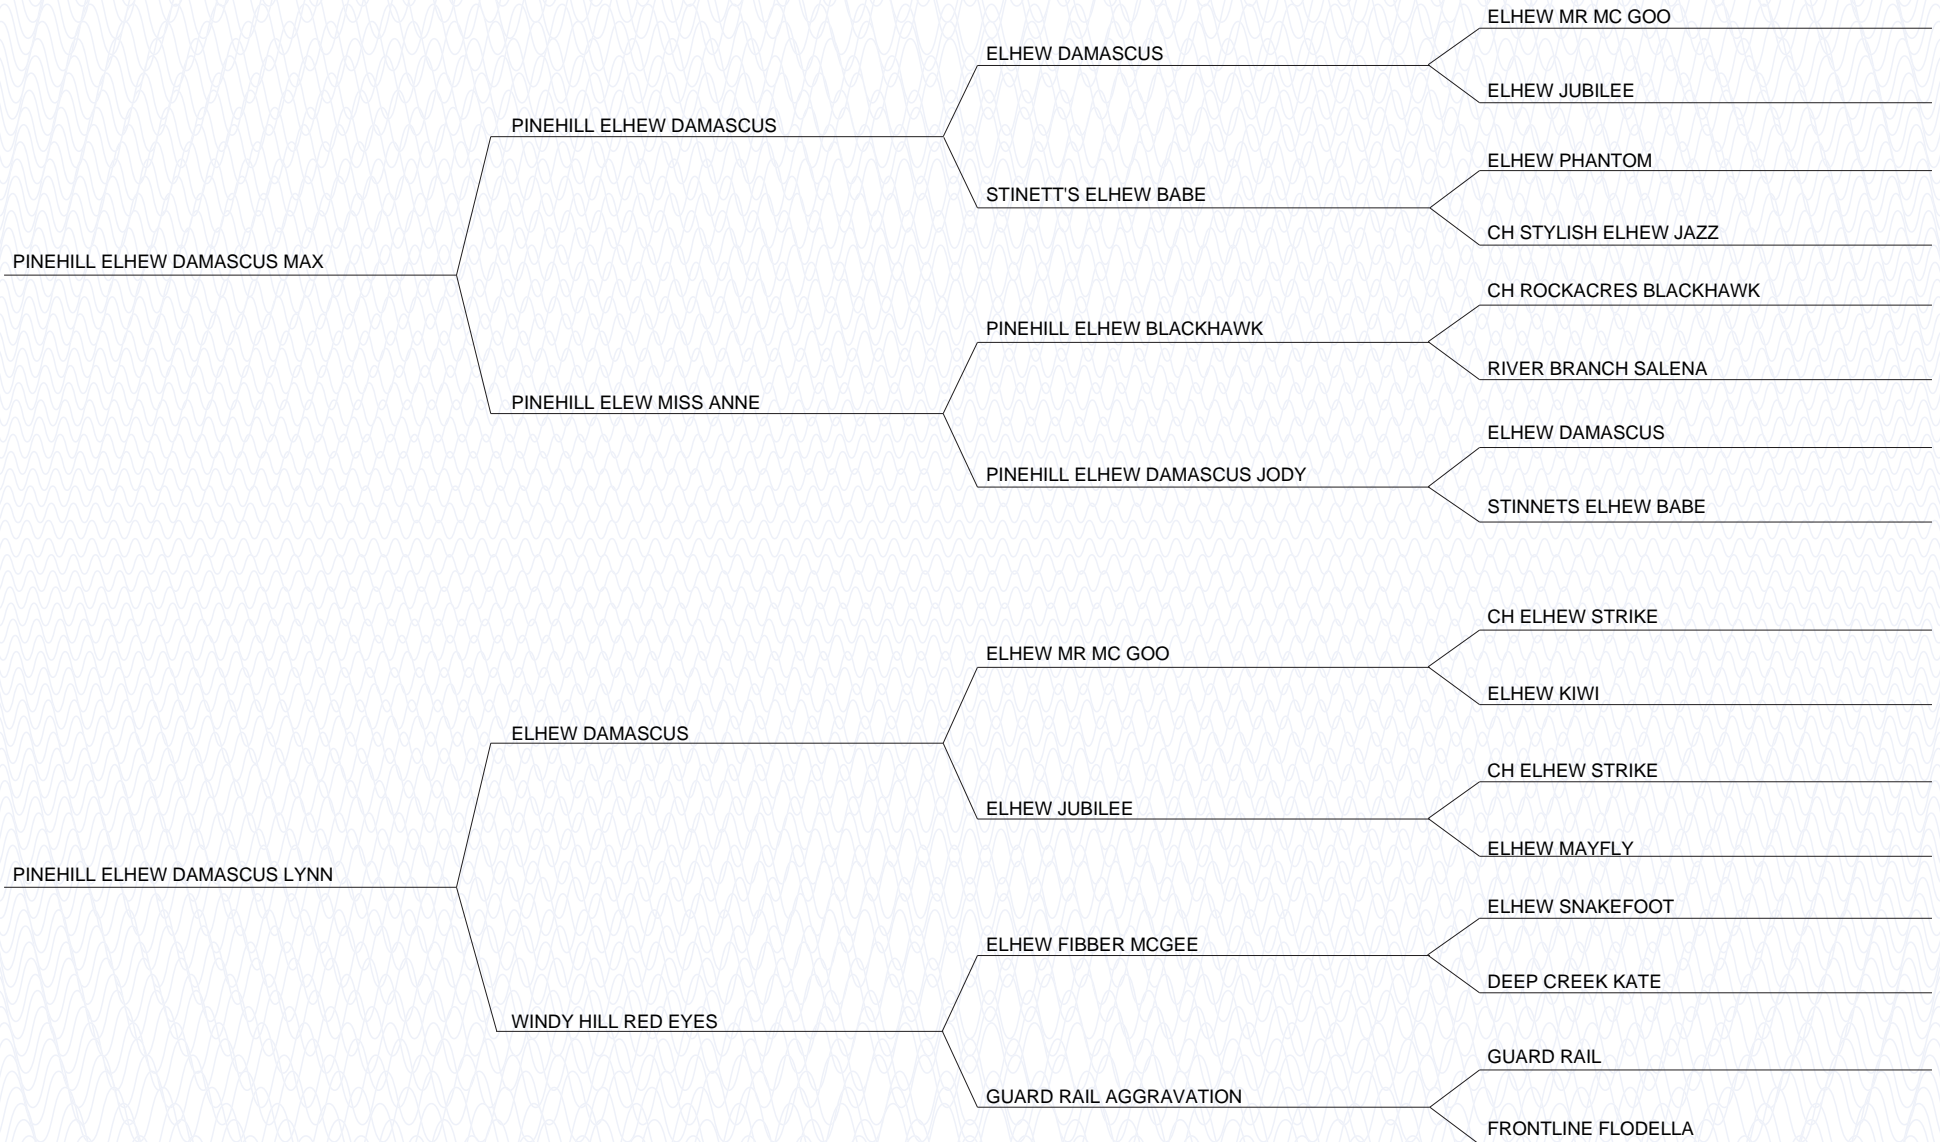 ELHEW MR MC GOO
ELHEW DAMASCUS
ELHEW JUBILEE
PINEHILL ELHEW DAMASCUS
ELHEW PHANTOM
STINETT'S ELHEW BABE
CH STYLISH ELHEW JAZZ
PINEHILL ELHEW DAMASCUS MAX
CH ROCKACRES BLACKHAWK
PINEHILL ELHEW BLACKHAWK
RIVER BRANCH SALENA
PINEHILL ELEW MISS ANNE
ELHEW DAMASCUS
PINEHILL ELHEW DAMASCUS JODY
STINNETS ELHEW BABE
CH ELHEW STRIKE
ELHEW MR MC GOO
ELHEW KIWI
ELHEW DAMASCUS
CH ELHEW STRIKE
ELHEW JUBILEE
ELHEW MAYFLY
PINEHILL ELHEW DAMASCUS LYNN
ELHEW SNAKEFOOT
ELHEW FIBBER MCGEE
DEEP CREEK KATE
WINDY HILL RED EYES
GUARD RAIL
GUARD RAIL AGGRAVATION
FRONTLINE FLODELLA